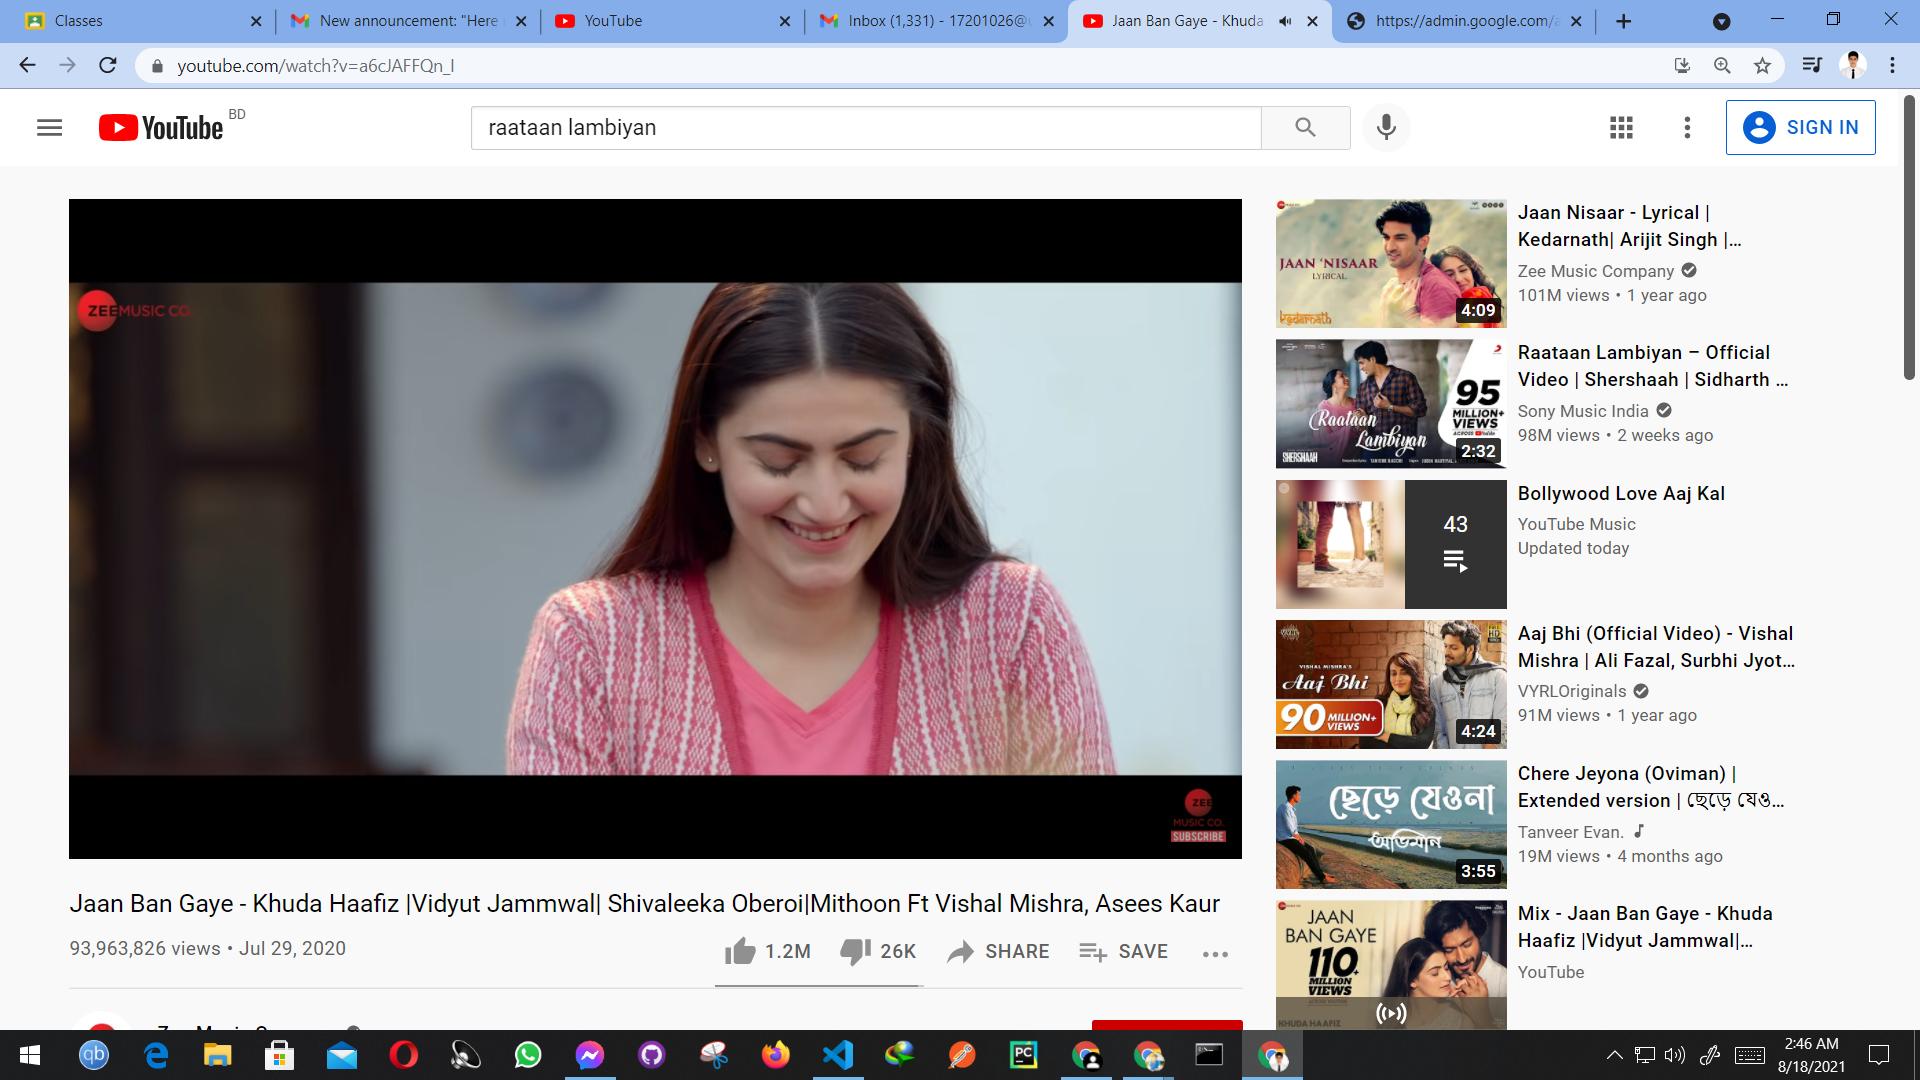 Classes
New announcement: "Here
YouTube
Inbox (1,331) - 17201026@
Jaan Ban Gaye - Khuda
https://admin.google.com/
youtube.com/watch?v=a6cJAFFQn_I
YouTube BD
raataan lambiyan
SIGN IN
ZEE MUSIC CO.
ZEE
MUSIC CO.
SUBSCRIBE
Jaan Ban Gaye - Khuda Haafiz |Vidyut Jammwal| Shivaleeka Oberoi|Mithoon Ft Vishal Mishra, Asees Kaur
93,963,826 views • Jul 29, 2020
1.2M
26K
SHARE
SAVE
JAAN 'NISAAR
LYRICAL
kedarnath
4:09
Jaan Nisaar - Lyrical |
Kedarnath| Arijit Singh |...
Zee Music Company
101M views • 1 year ago
Raataan
Lambiyan
SHERSHAAH
95
MILLION+
VIEWS
2:32
Raataan Lambiyan – Official
Video | Shershaah | Sidharth ...
Sony Music India
98M views • 2 weeks ago
43
Bollywood Love Aaj Kal
YouTube Music
Updated today
VISHAL MISHRA'S
Aaj Bhi
90 MILLION+
VIEWS
HD
4:24
Aaj Bhi (Official Video) - Vishal
Mishra | Ali Fazal, Surbhi Jyot...
VYRLOriginals
91M views • 1 year ago
ছেড়ে যেওনা
অভিমান
3:55
Chere Jeyona (Oviman) |
Extended version | ছেড়ে যেও...
Tanveer Evan.
19M views • 4 months ago
JAAN
BAN GAYE
110+
MILLION
VIEWS
KHUDA HAAFIZ
Mix - Jaan Ban Gaye - Khuda
Haafiz |Vidyut Jammwal|...
YouTube
qb
PC
2:46 AM
8/18/2021